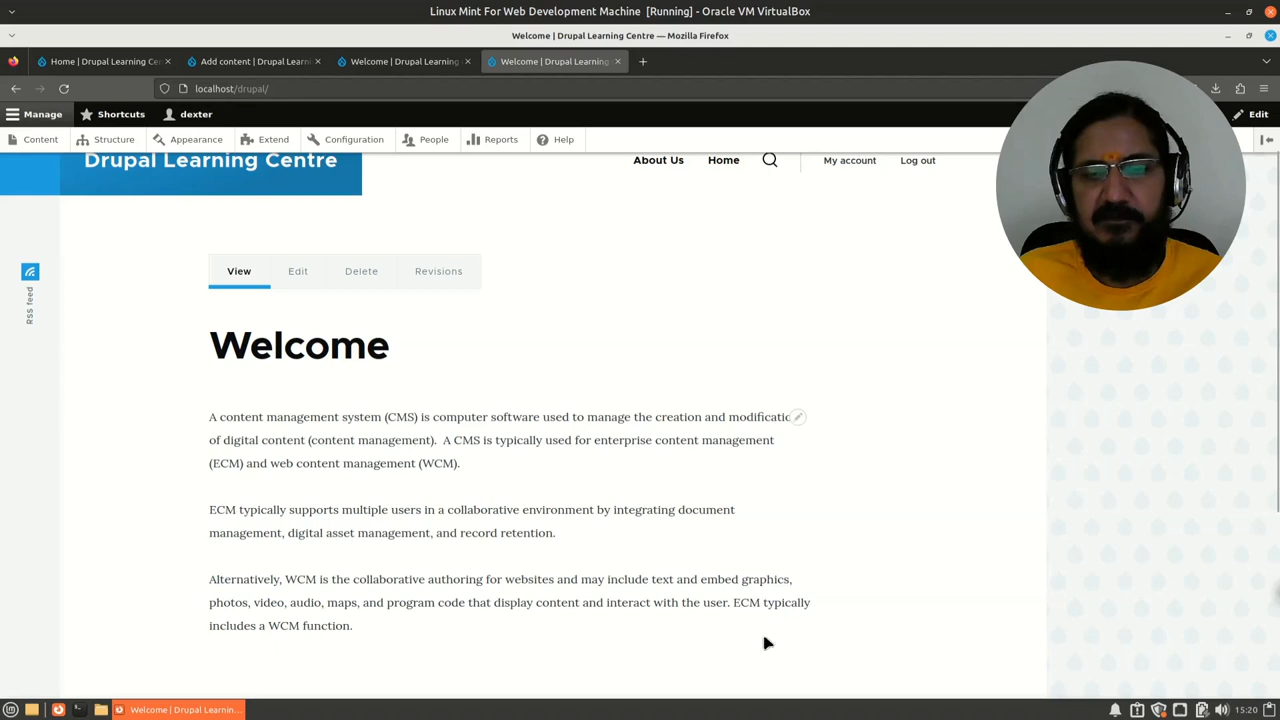 Linux Mint For Web Development Machine [Running] - Oracle VM VirtualBox
Welcome | Drupal Learning Centre — Mozilla Firefox
Home | Drupal Learning Ce
Add content | Drupal Learni
Welcome | Drupal Learning
Welcome | Drupal Learning
localhost/drupal/
Manage
Shortcuts
dexter
Edit
Content
Structure
Appearance
Extend
Configuration
People
Reports
Help
Drupal Learning Centre
About Us
Home
My account
Log out
View
Edit
Delete
Revisions
RSS feed
Welcome
A content management system (CMS) is computer software used to manage the creation and modificatio
of digital content (content management).  A CMS is typically used for enterprise content management
(ECM) and web content management (WCM).
ECM typically supports multiple users in a collaborative environment by integrating document
management, digital asset management, and record retention.
Alternatively, WCM is the collaborative authoring for websites and may include text and embed graphics,
photos, video, audio, maps, and program code that display content and interact with the user. ECM typically
includes a WCM function.
Welcome | Drupal Learnin...
15:20